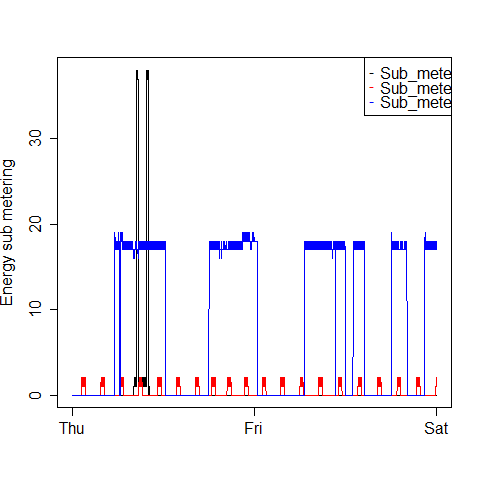 Sub_mete
Sub_mete
Sub_mete
Energy sub metering
0
10
20
30
Thu
Fri
Sat